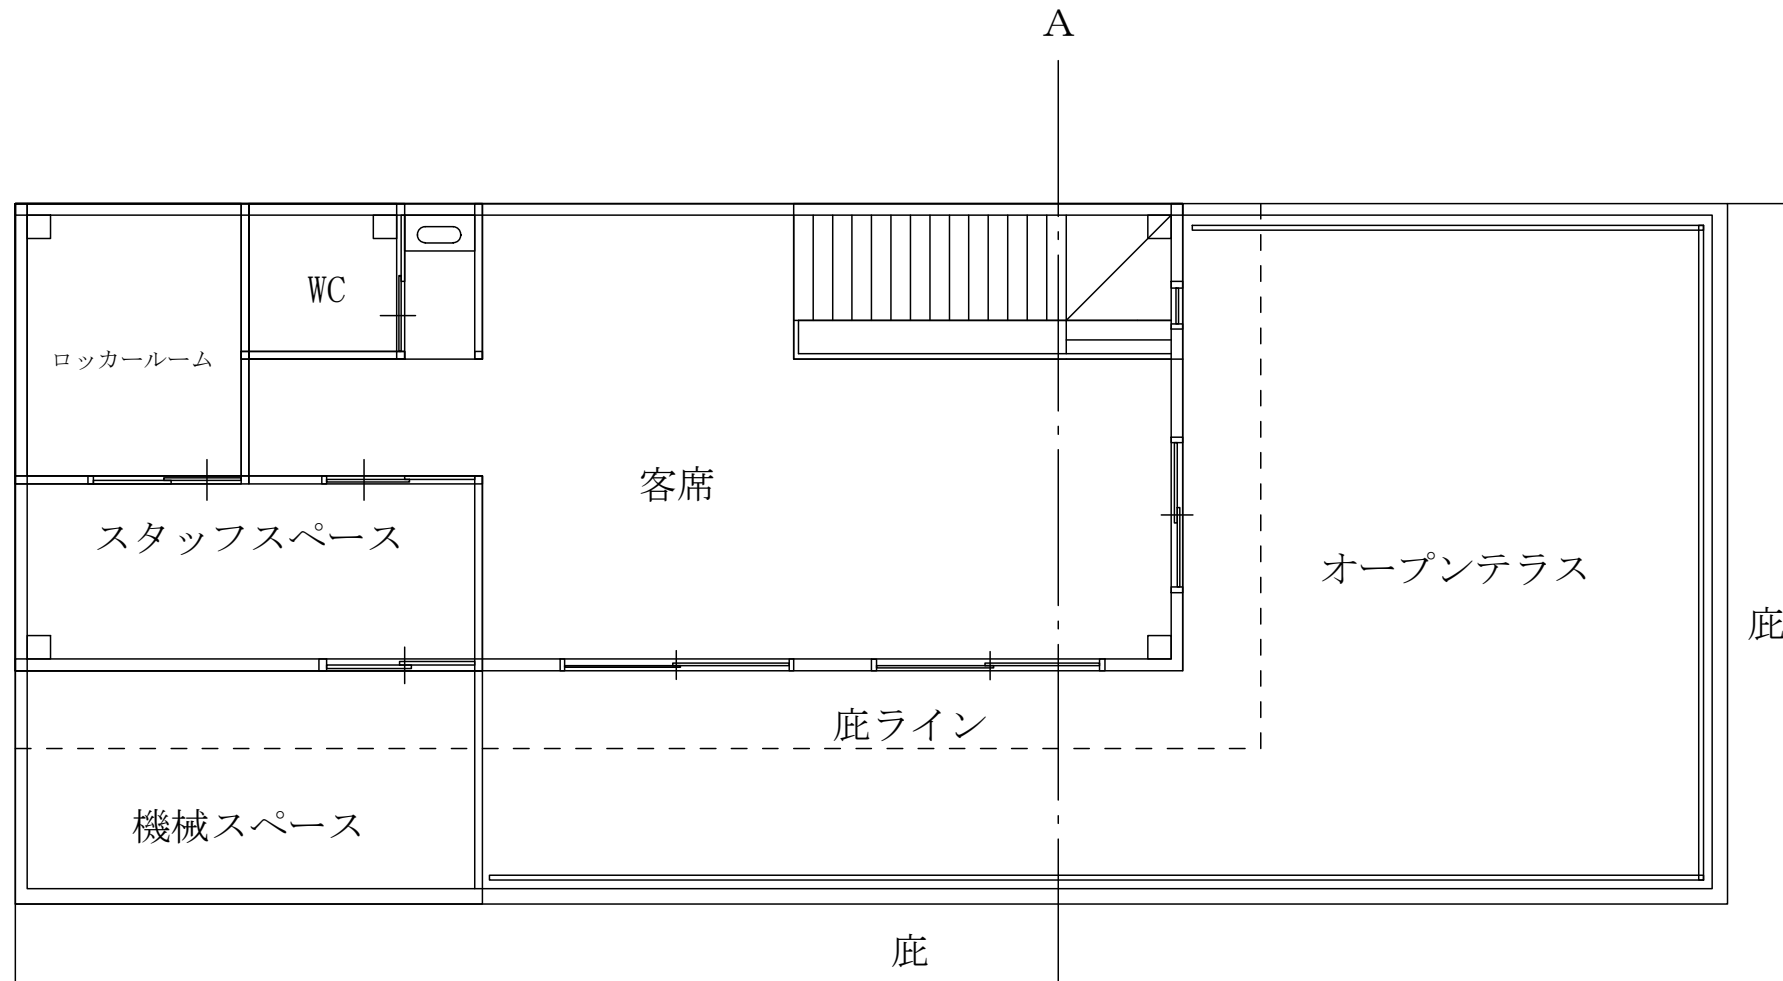 A
WC
ロッカールーム
客席
スタッフスペース
オープンテラス
庇
庇ライン
機械スペース
庇